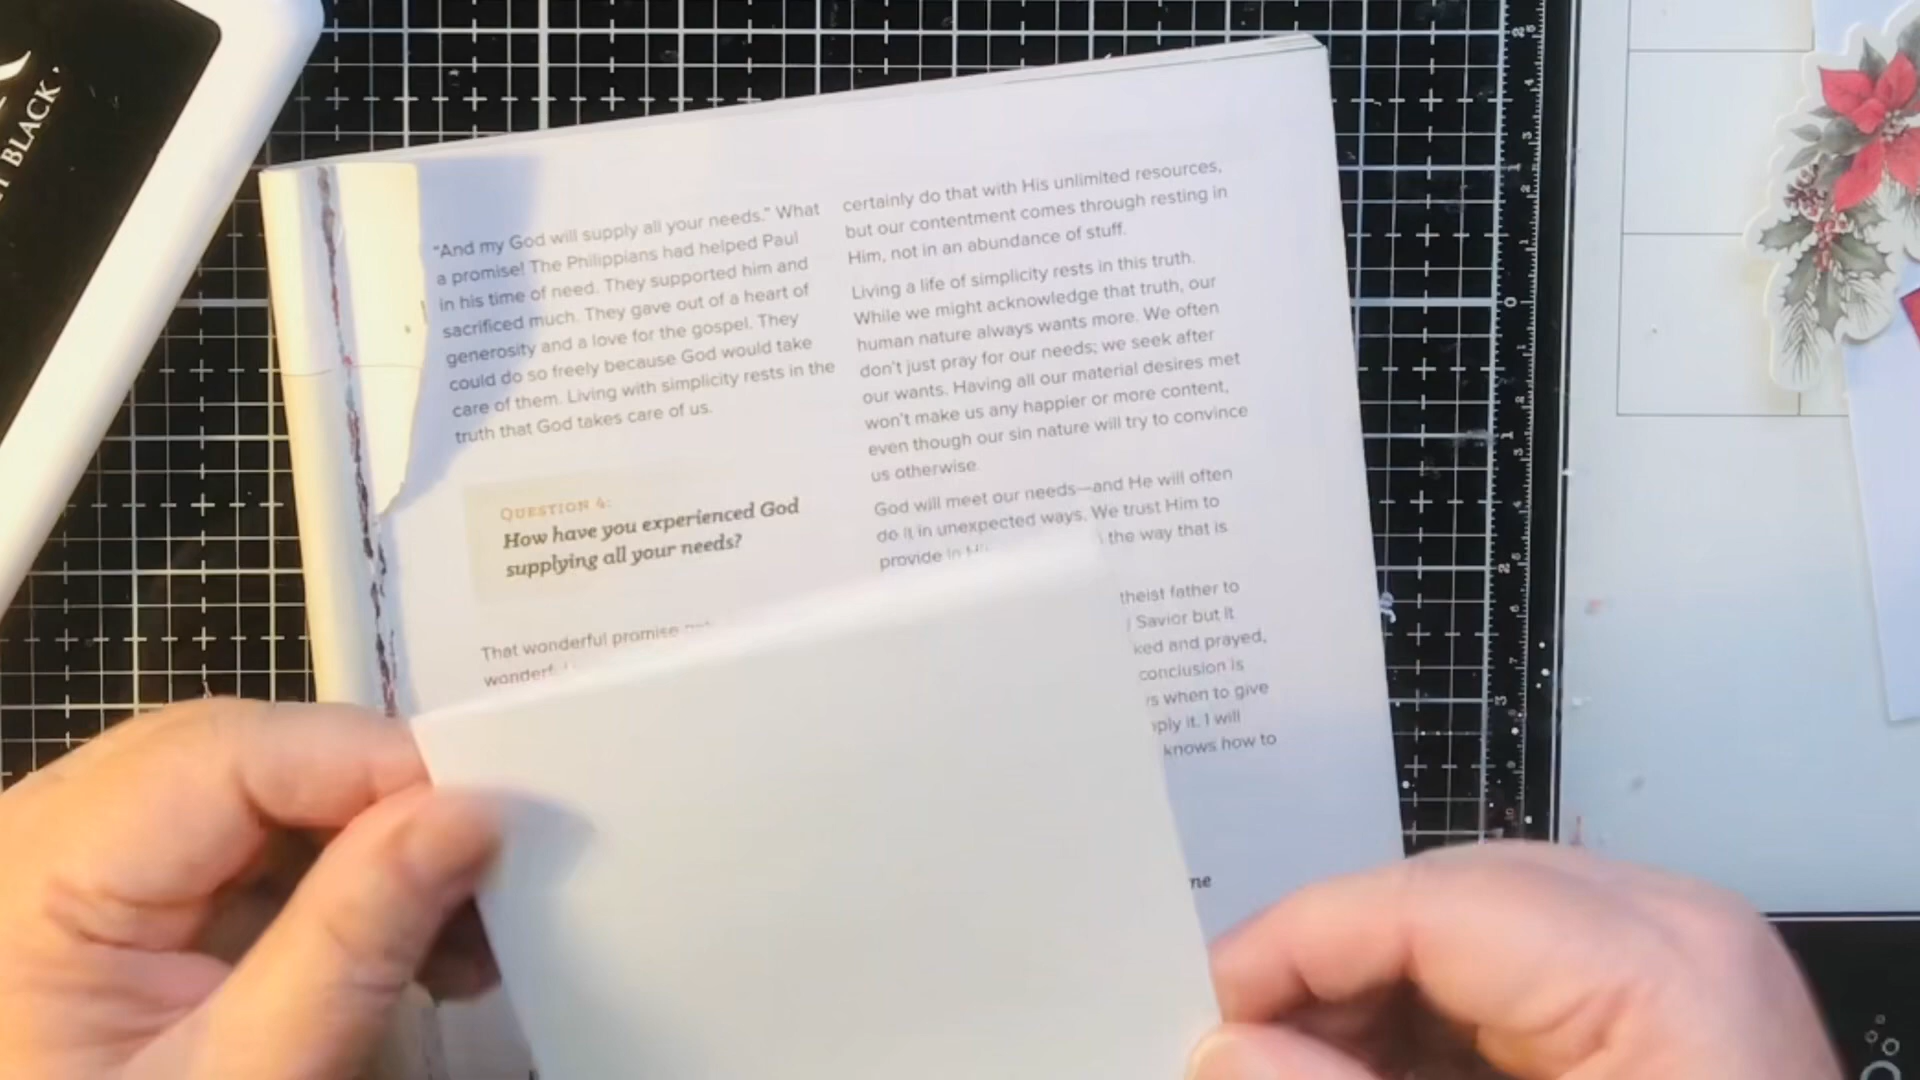 BLACK
"And my God will supply all your needs." What
a promise! The Philippians had helped Paul
in his time of need. They supported him and
sacrificed much. They gave out of a heart of
generosity and a love for the gospel. They
could do so freely because God would take
care of them. Living with simplicity rests in the
truth that God takes care of us.
QUESTION 4:
How have you experienced God
supplying all your needs?
That wonderful promise
certainly do that with His unlimited resources,
but our contentment comes through resting in
Him, not in an abundance of stuff.
Living a life of simplicity rests in this truth.
While we might acknowledge that truth, our
human nature always wants more. We often
don't just pray for our needs; we seek after
our wants. Having all our material desires met
won't make us any happier or more content,
even though our sin nature will try to convince
us otherwise.
God will meet our needs—and He will often
do it in unexpected ways. We trust Him to
provide in the way that is
theist father to
Savior but it
ked and prayed,
conclusion is
when to give
it. I will
knows how to
ne